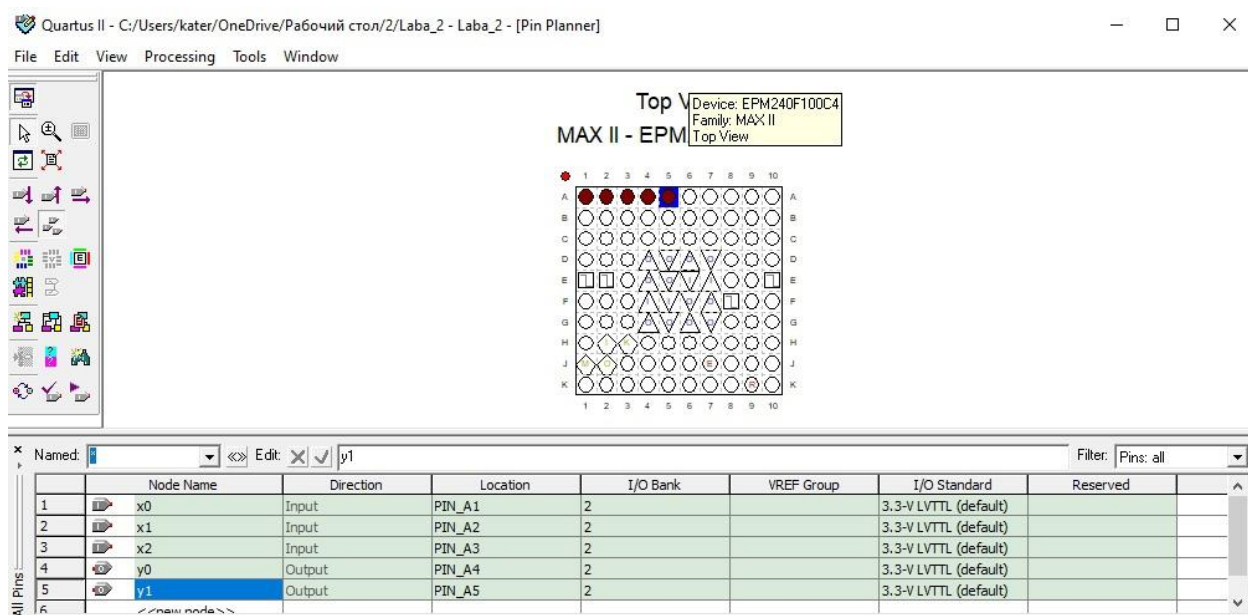 Quartus II - C:/Users/kater/OneDrive/Рабочий стол/2/Laba_2 - Laba_2 - [Pin Planner]
File Edit View Processing Tools Window
Top V
Device: EPM240F100C4
Family: MAX II
MAX II - EPM
Top View
1 2 3 4 5 6 7 8 9 10
A A
B B
C C
D D
E E
F F
G G
H H
J E J
K R K
1 2 3 4 5 6 7 8 9 10
Named: * Edit: y1 Filter: Pins: all
Node Name Direction Location I/O Bank VREF Group I/O Standard Reserved
1 x0 Input PIN_A1 2 3.3-V LVTTL (default)
2 x1 Input PIN_A2 2 3.3-V LVTTL (default)
3 x2 Input PIN_A3 2 3.3-V LVTTL (default)
4 y0 Output PIN_A4 2 3.3-V LVTTL (default)
5 y1 Output PIN_A5 2 3.3-V LVTTL (default)
6 <<new node>>
All Pins